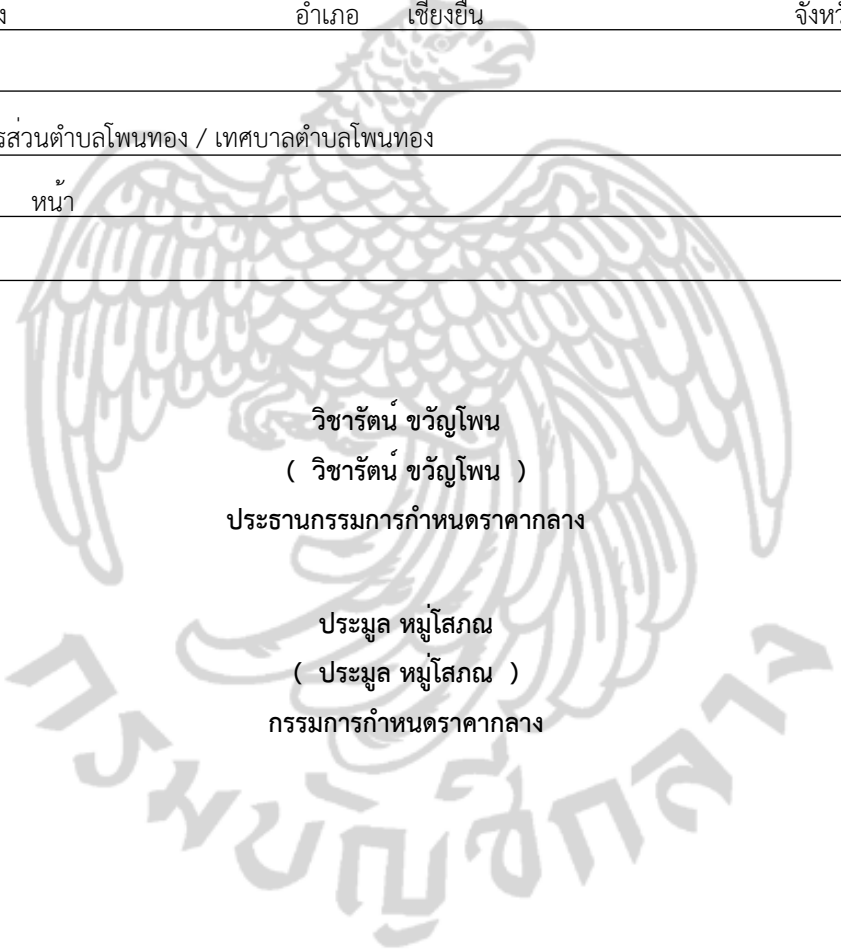 ง อำเภอ เชียงยืน จังหวั
รส่วนตำบลโพนทอง / เทศบาลตำบลโพนทอง
หน้า
วิชารัตน์ ขวัญโพน
( วิชารัตน์ ขวัญโพน )
ประธานกรรมการกำหนดราคากลาง
ประมูล หมู่โสภณ
( ประมูล หมู่โสภณ )
กรรมการกำหนดราคากลาง
กรมบัญชีกลาง